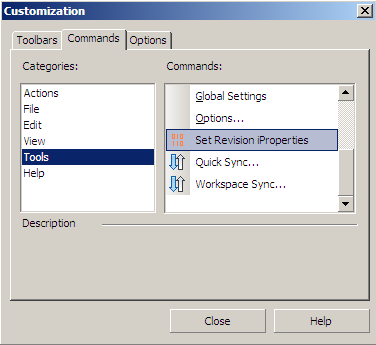 Customization
Toolbars Commands Options
Categories: Commands:
Actions
File
Edit
View
Tools
Help
Global Settings
Options...
Set Revision iProperties
Quick Sync...
Workspace Sync...
Description
Close Help